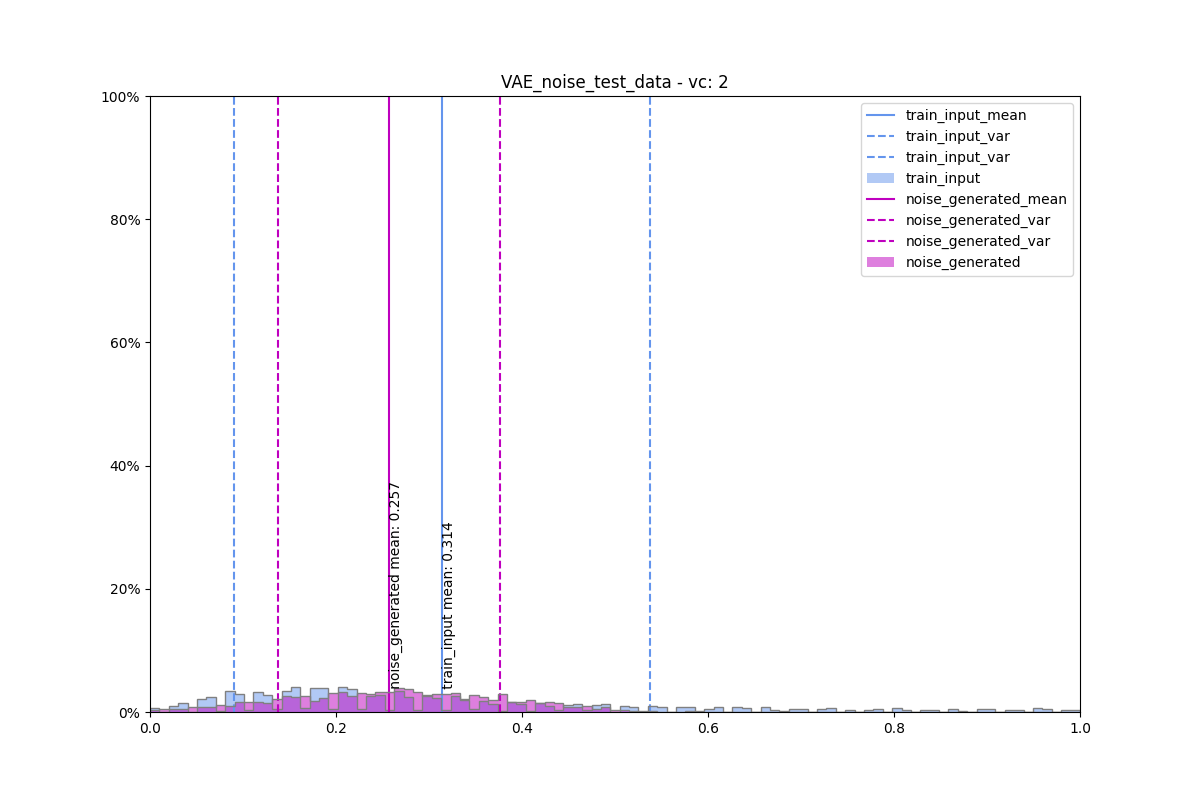 VAE_noise_test_data - vc: 2
100%
80%
60%
40%
20%
0%
train_input_mean
train_input_var
train_input_var
train_input
noise_generated_mean
noise_generated_var
noise_generated_var
noise_generated
noise_generated mean: 0.257
train_input mean: 0.314
0.0 0.2 0.4 0.6 0.8 1.0